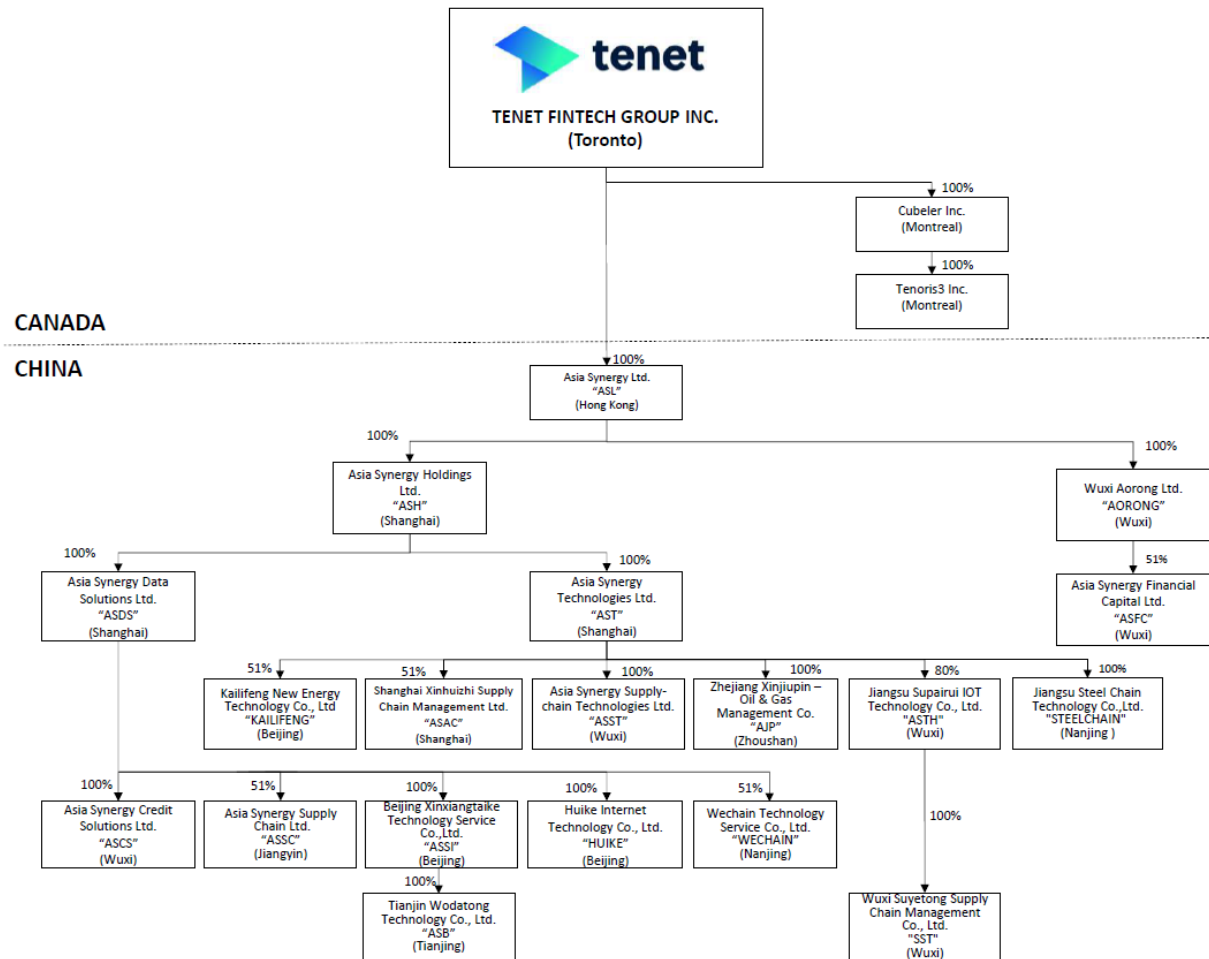 tenet
TENET FINTECH GROUP INC.
(Toronto)
100%
Cubeler Inc.
(Montreal)
100%
Tenoris3 Inc.
(Montreal)
CANADA
CHINA
100%
Asia Synergy Ltd.
“ASL”
(Hong Kong)
100%
100%
Asia Synergy Holdings
Ltd.
“ASH”
(Shanghai)
Wuxi Aorong Ltd.
“AORONG”
(Wuxi)
100%
100%
51%
Asia Synergy Data
Solutions Ltd.
“ASDS”
(Shanghai)
Asia Synergy
Technologies Ltd.
“AST”
(Shanghai)
Asia Synergy Financial
Capital Ltd.
“ASFC”
(Wuxi)
51%
51%
100%
100%
80%
100%
Kailifeng New Energy
Technology Co., Ltd
“KAILIFENG”
(Beijing)
Shanghai Xinhuizhi Supply
Chain Management Ltd.
“ASAC”
(Shanghai)
Asia Synergy Supply-
chain Technologies Ltd.
“ASST”
(Wuxi)
Zhejiang Xinjiupin –
Oil & Gas
Management Co.
“AJP”
(Zhoushan)
Jiangsu Supairui IOT
Technology Co., Ltd.
"ASTH"
(Wuxi)
Jiangsu Steel Chain
Technology Co.,Ltd.
"STEELCHAIN"
(Nanjing )
100%
51%
100%
100%
51%
Asia Synergy Credit
Solutions Ltd.
“ASCS”
(Wuxi)
Asia Synergy Supply
Chain Ltd.
“ASSC”
(Jiangyin)
Beijing Xinxiangtaike
Technology Service
Co.,Ltd.
“ASSI”
(Beijing)
Huike Internet
Technology Co., Ltd.
“HUIKE”
(Beijing)
Wechain Technology
Service Co., Ltd.
“WECHAIN”
(Nanjing)
100%
100%
Tianjin Wodatong
Technology Co., Ltd.
“ASB”
(Tianjing)
Wuxi Suyetong Supply
Chain Management
Co., Ltd.
"SST"
(Wuxi)